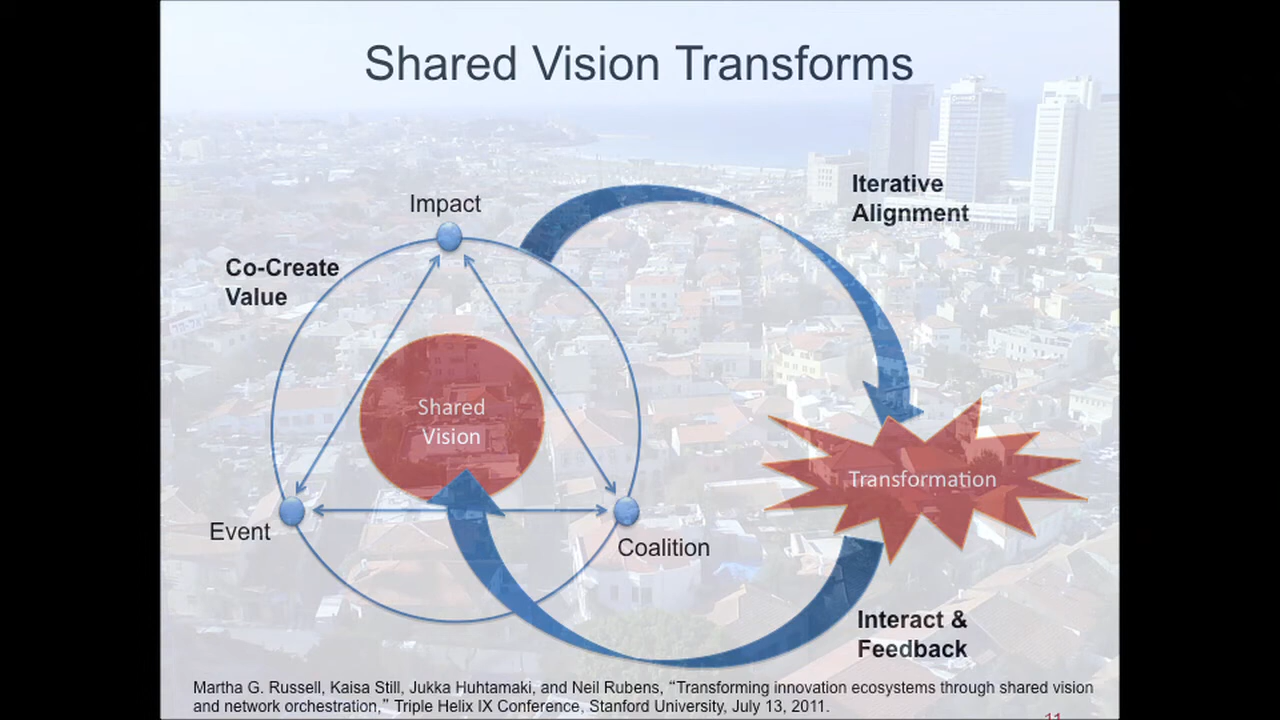 Shared Vision Transforms
Iterative
Alignment
Impact
Co-Create
Value
Shared
Vision
Transformation
Event
Coalition
Interact &
Feedback
Martha G. Russell, Kaisa Still, Jukka Huhtamaki, and Neil Rubens, “Transforming innovation ecosystems through shared vision
and network orchestration,” Triple Helix IX Conference, Stanford University, July 13, 2011.
11